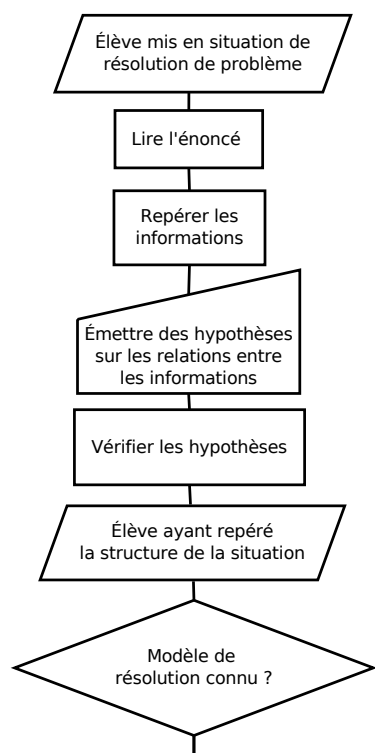 Élève mis en situation de
résolution de problème
Lire l'énoncé
Repérer les
informations
Émettre des hypothèses
sur les relations entre
les informations
Vérifier les hypothèses
Élève ayant repéré
la structure de la situation
Modèle de
résolution connu ?